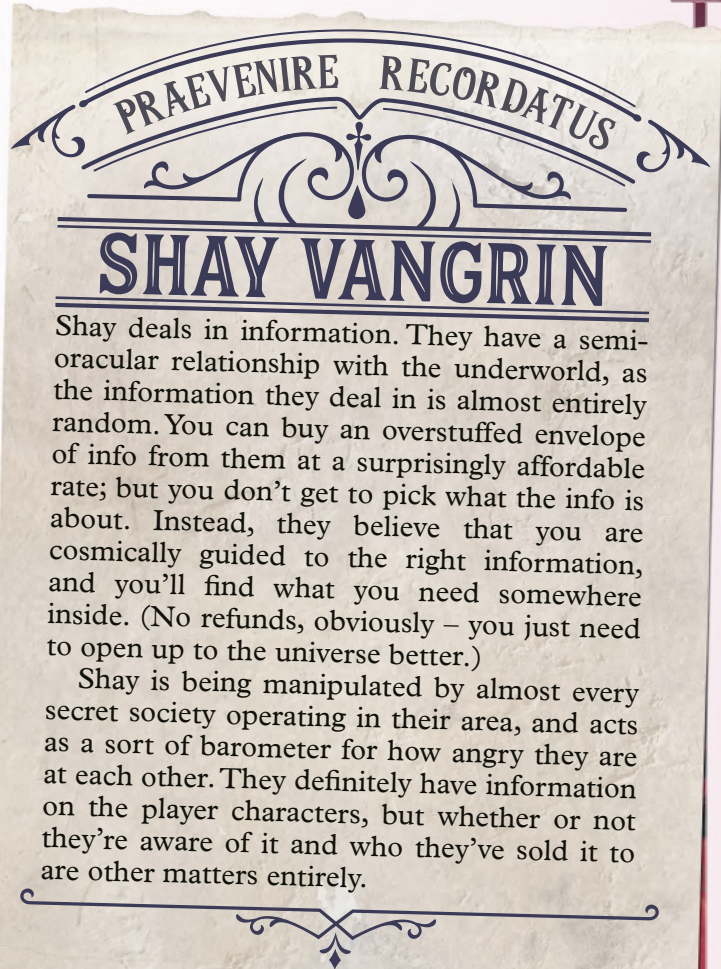 PRAEVENIRE RECORDATUS
SHAY VANGRIN
Shay deals in information. They have a semi-
oracular relationship with the underworld, as
the information they deal in is almost entirely
random. You can buy an overstuffed envelope
of info from them at a surprisingly affordable
rate; but you don’t get to pick what the info is
about. Instead, they believe that you are
cosmically guided to the right information,
and you’ll find what you need somewhere
inside. (No refunds, obviously – you just need
to open up to the universe better.)
Shay is being manipulated by almost every
secret society operating in their area, and acts
as a sort of barometer for how angry they are
at each other. They definitely have information
on the player characters, but whether or not
they’re aware of it and who they’ve sold it to
are other matters entirely.